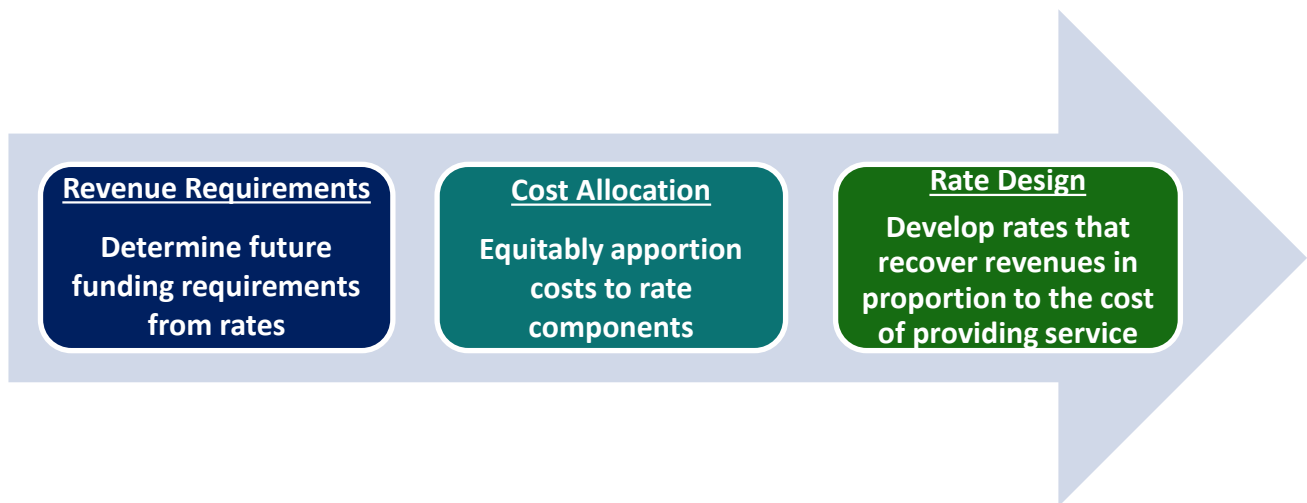 Revenue Requirements
Determine future
funding requirements
from rates
Cost Allocation
Equitably apportion
costs to rate
components
Rate Design
Develop rates that
recover revenues in
proportion to the cost
of providing service